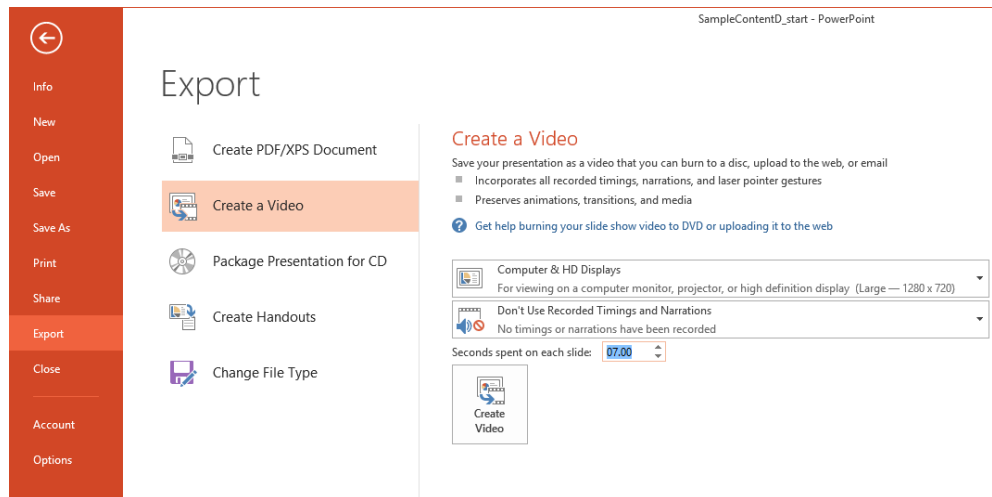 SampleContentD_start - PowerPoint
Info
New
Open
Save
Save As
Print
Share
Export
Close
Account
Options
Export
Create PDF/XPS Document
Create a Video
Package Presentation for CD
Create Handouts
Change File Type
Create a Video
Save your presentation as a video that you can burn to a disc, upload to the web, or email
Incorporates all recorded timings, narrations, and laser pointer gestures
Preserves animations, transitions, and media
Get help burning your slide show video to DVD or uploading it to the web
Computer & HD Displays
For viewing on a computer monitor, projector, or high definition display (Large — 1280 x 720)
Don't Use Recorded Timings and Narrations
No timings or narrations have been recorded
Seconds spent on each slide: 07.00
Create
Video